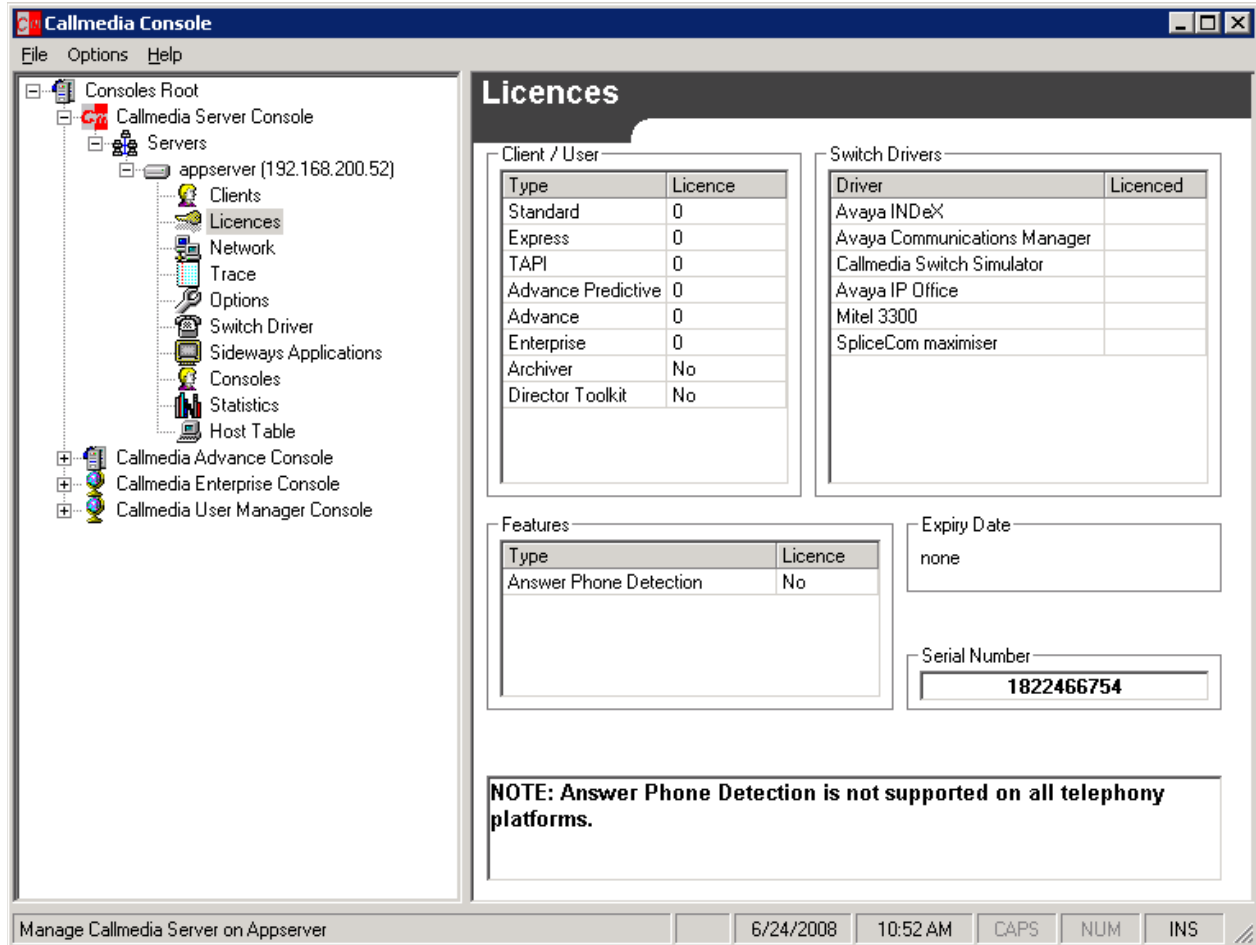 Callmedia Console
File Options Help
Consoles Root
Callmedia Server Console
Servers
appserver (192.168.200.52)
Clients
Licences
Network
Trace
Options
Switch Driver
Sideways Applications
Consoles
Statistics
Host Table
Callmedia Advance Console
Callmedia Enterprise Console
Callmedia User Manager Console
Licences
Client / User
Type Licence
Standard 0
Express 0
TAPI 0
Advance Predictive 0
Advance 0
Enterprise 0
Archiver No
Director Toolkit No
Switch Drivers
Driver Licenced
Avaya INDeX
Avaya Communications Manager
Callmedia Switch Simulator
Avaya IP Office
Mitel 3300
SpliceCom maximiser
Features
Type Licence
Answer Phone Detection No
Expiry Date
none
Serial Number
1822466754
NOTE: Answer Phone Detection is not supported on all telephony
platforms.
Manage Callmedia Server on Appserver 6/24/2008 10:52 AM CAPS NUM INS